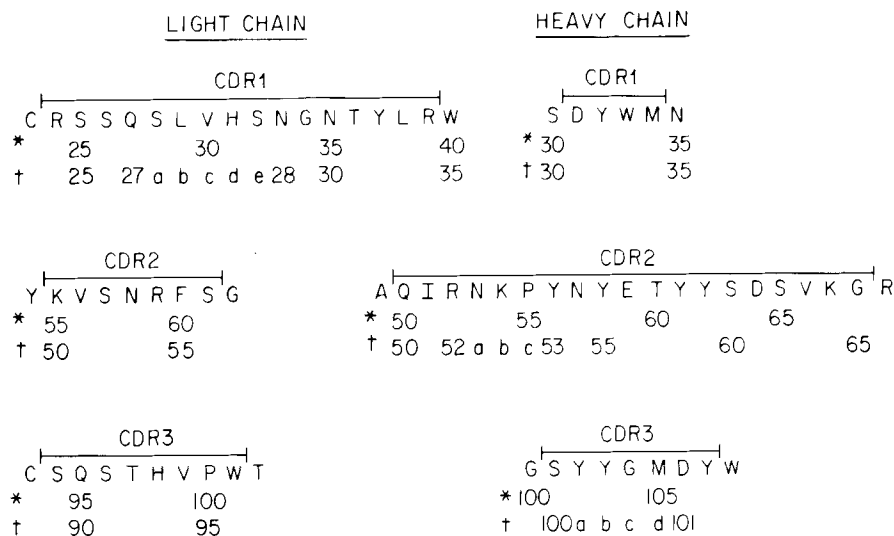 LIGHT CHAIN HEAVY CHAIN
CDR1 CDR1
C R S S Q S L V H S N G N T Y L R W S D Y W M N
* 25 30 35 40 * 30 35
† 25 27 a b c d e 28 30 35 † 30 35
CDR2 CDR2
Y K V S N R F S G A Q I R N K P Y N Y E T Y Y S D S V K G R
* 55 60 * 50 55 60 65
† 50 55 † 50 52 a b c 53 55 60 65
CDR3 CDR3
C S Q S T H V P W T G S Y Y G M D Y W
* 95 100 * 100 105
† 90 95 † 100 a b c d 101